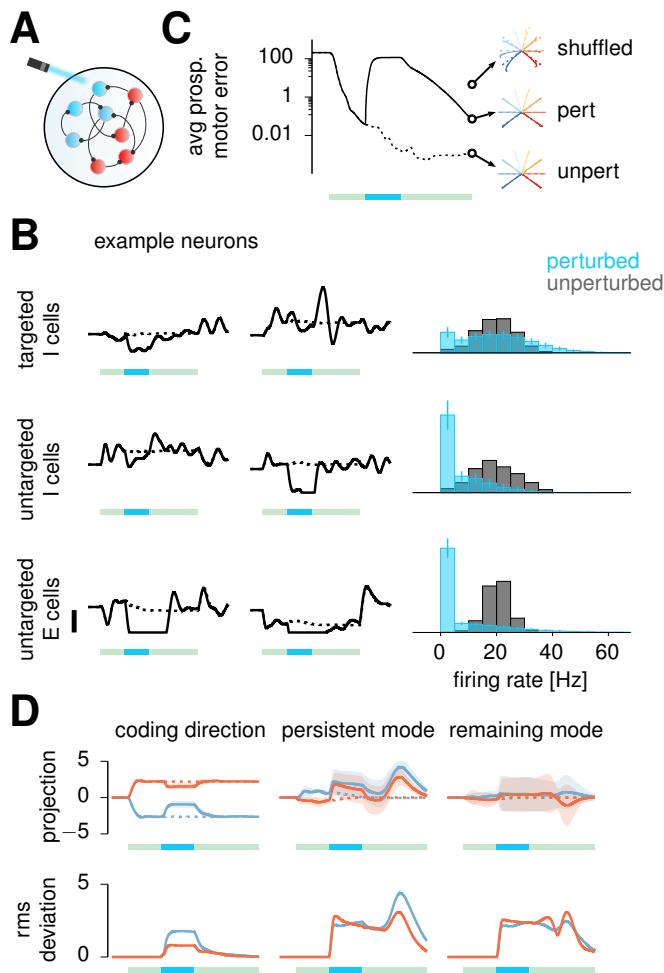 A
C
avg prosp.
motor error
100
1
0.01
shuffled
pert
unpert
B
example neurons
perturbed
unperturbed
targeted
I cells
untargeted
I cells
untargeted
E cells
0 20 40 60
firing rate [Hz]
D
coding direction persistent mode remaining mode
projection
5
0
−5
rms
deviation
5
0